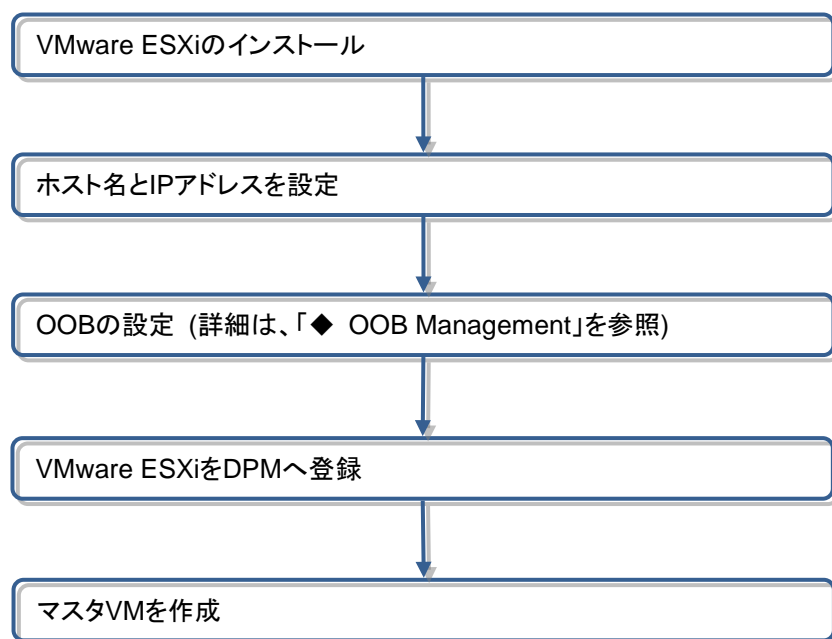 VMware ESXiのインストール
ホスト名とIPアドレスを設定
OOBの設定 (詳細は、「◆ OOB Management」を参照)
VMware ESXiをDPMへ登録
マスタVMを作成